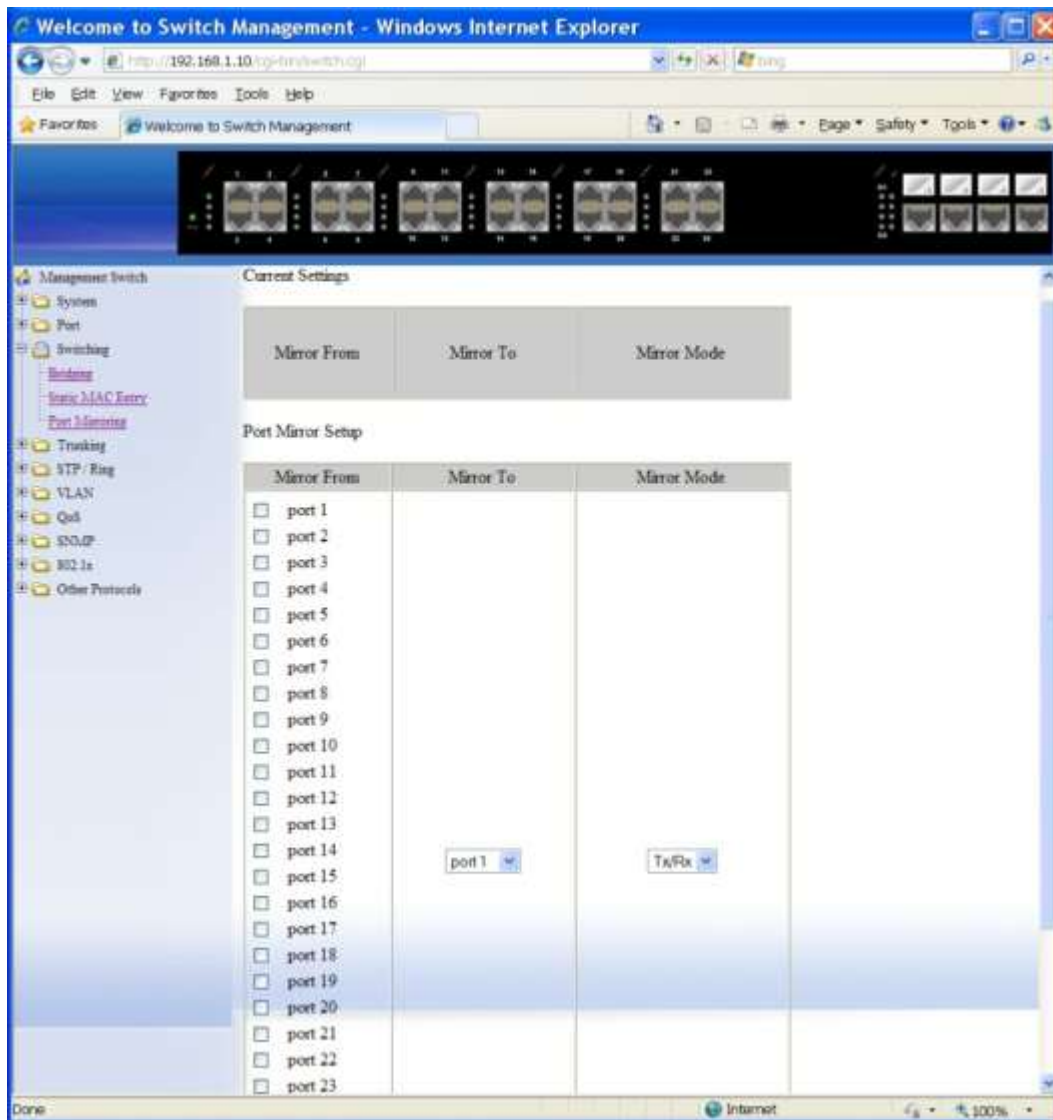 Welcome to Switch Management - Windows Internet Explorer
http://192.168.1.10/cgi-bin/switch.cgi
bing
File Edit View Favorites Tools Help
Favorites Welcome to Switch Management Page Safety Tools
Management Switch
System
Port
Switching
Bridging
Static MAC Entry
Port Mirroring
Trunking
STP / Ring
VLAN
QoS
SNMP
802.1x
Other Protocols
Current Settings
Mirror From Mirror To Mirror Mode
Port Mirror Setup
Mirror From Mirror To Mirror Mode
port 1
port 2
port 3
port 4
port 5
port 6
port 7
port 8
port 9
port 10
port 11
port 12
port 13
port 14
port 1 Tx/Rx
port 15
port 16
port 17
port 18
port 19
port 20
port 21
port 22
port 23
Done Internet 100%